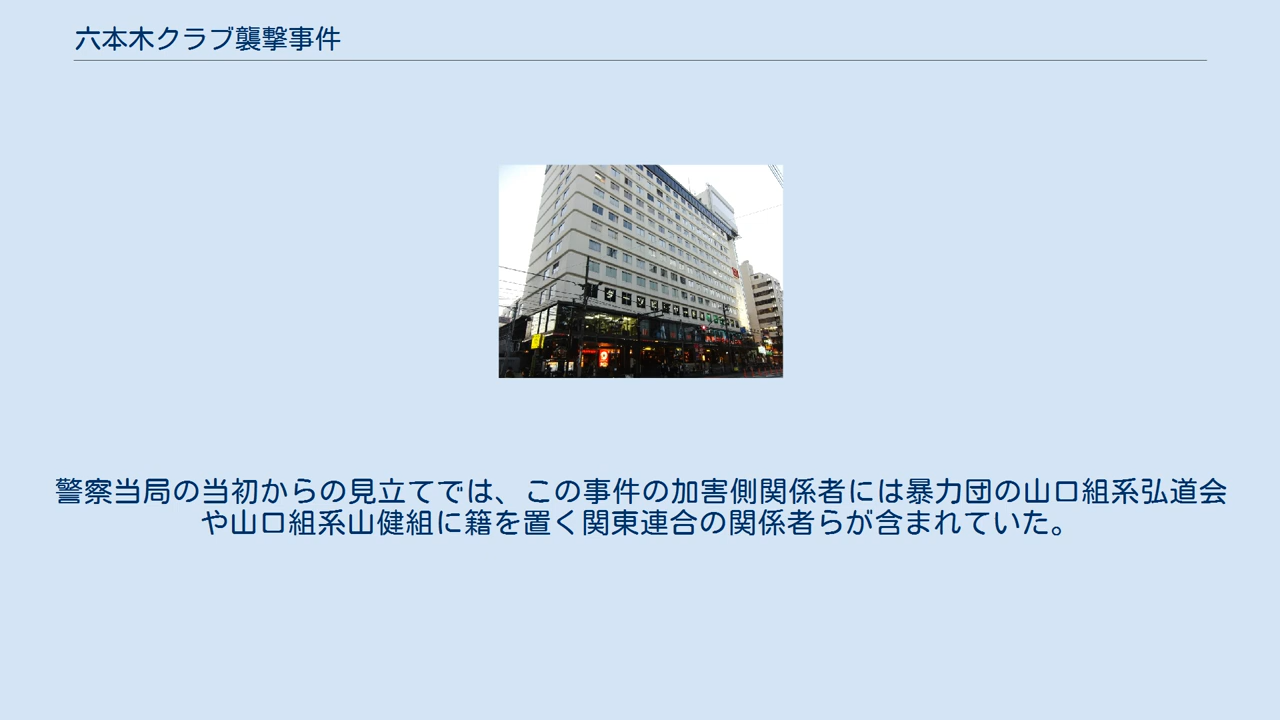 六本木クラブ襲撃事件
警察当局の当初からの見立てでは、この事件の加害側関係者には暴力団の山口組系弘道会
や山口組系山健組に籍を置く関東連合の関係者らが含まれていた。